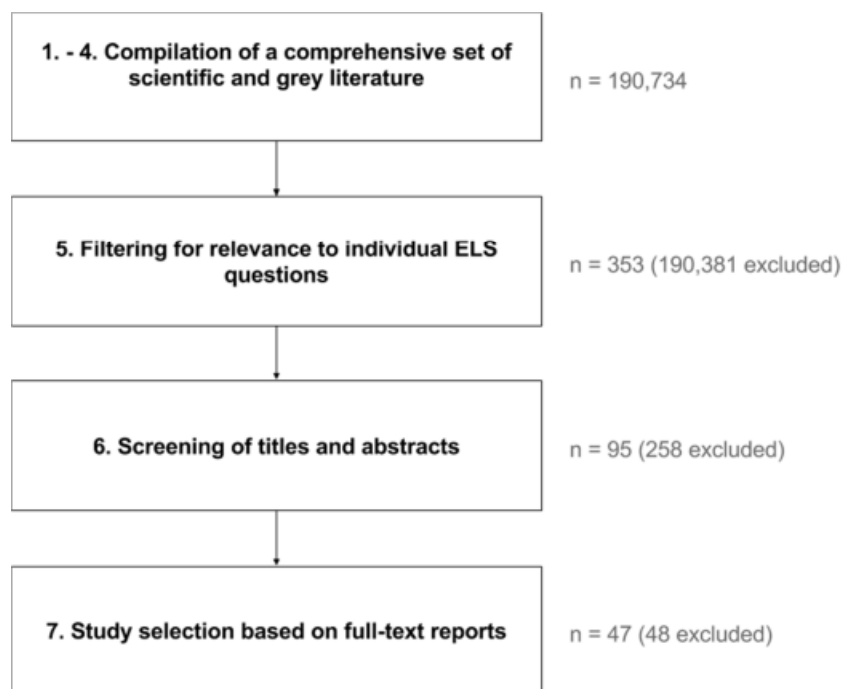 1. - 4. Compilation of a comprehensive set of
scientific and grey literature
n = 190,734
5. Filtering for relevance to individual ELS
questions
n = 353 (190,381 excluded)
6. Screening of titles and abstracts
n = 95 (258 excluded)
7. Study selection based on full-text reports
n = 47 (48 excluded)